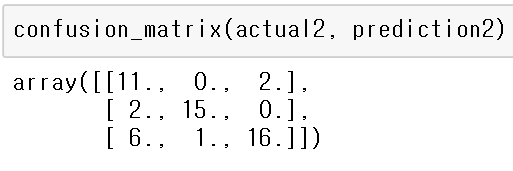 confusion_matrix(actual2, prediction2)
array([[11.,  0.,  2.],
       [ 2., 15.,  0.],
       [ 6.,  1., 16.]])